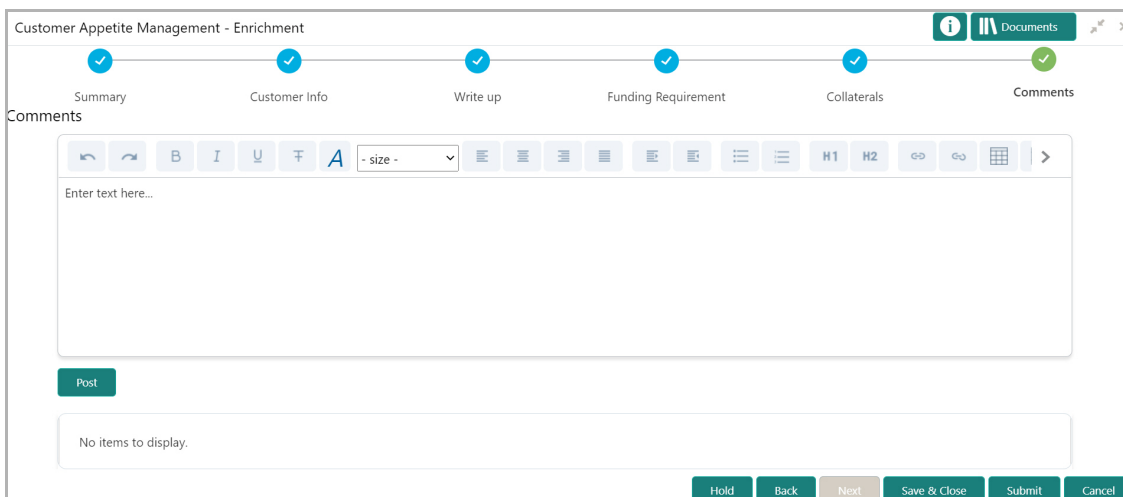 Customer Appetite Management - Enrichment
Documents
Summary Customer Info Write up Funding Requirement Collaterals Comments
Comments
B I U T A - size - H1 H2
Enter text here...
Post
No items to display.
Hold Back Next Save & Close Submit Cancel